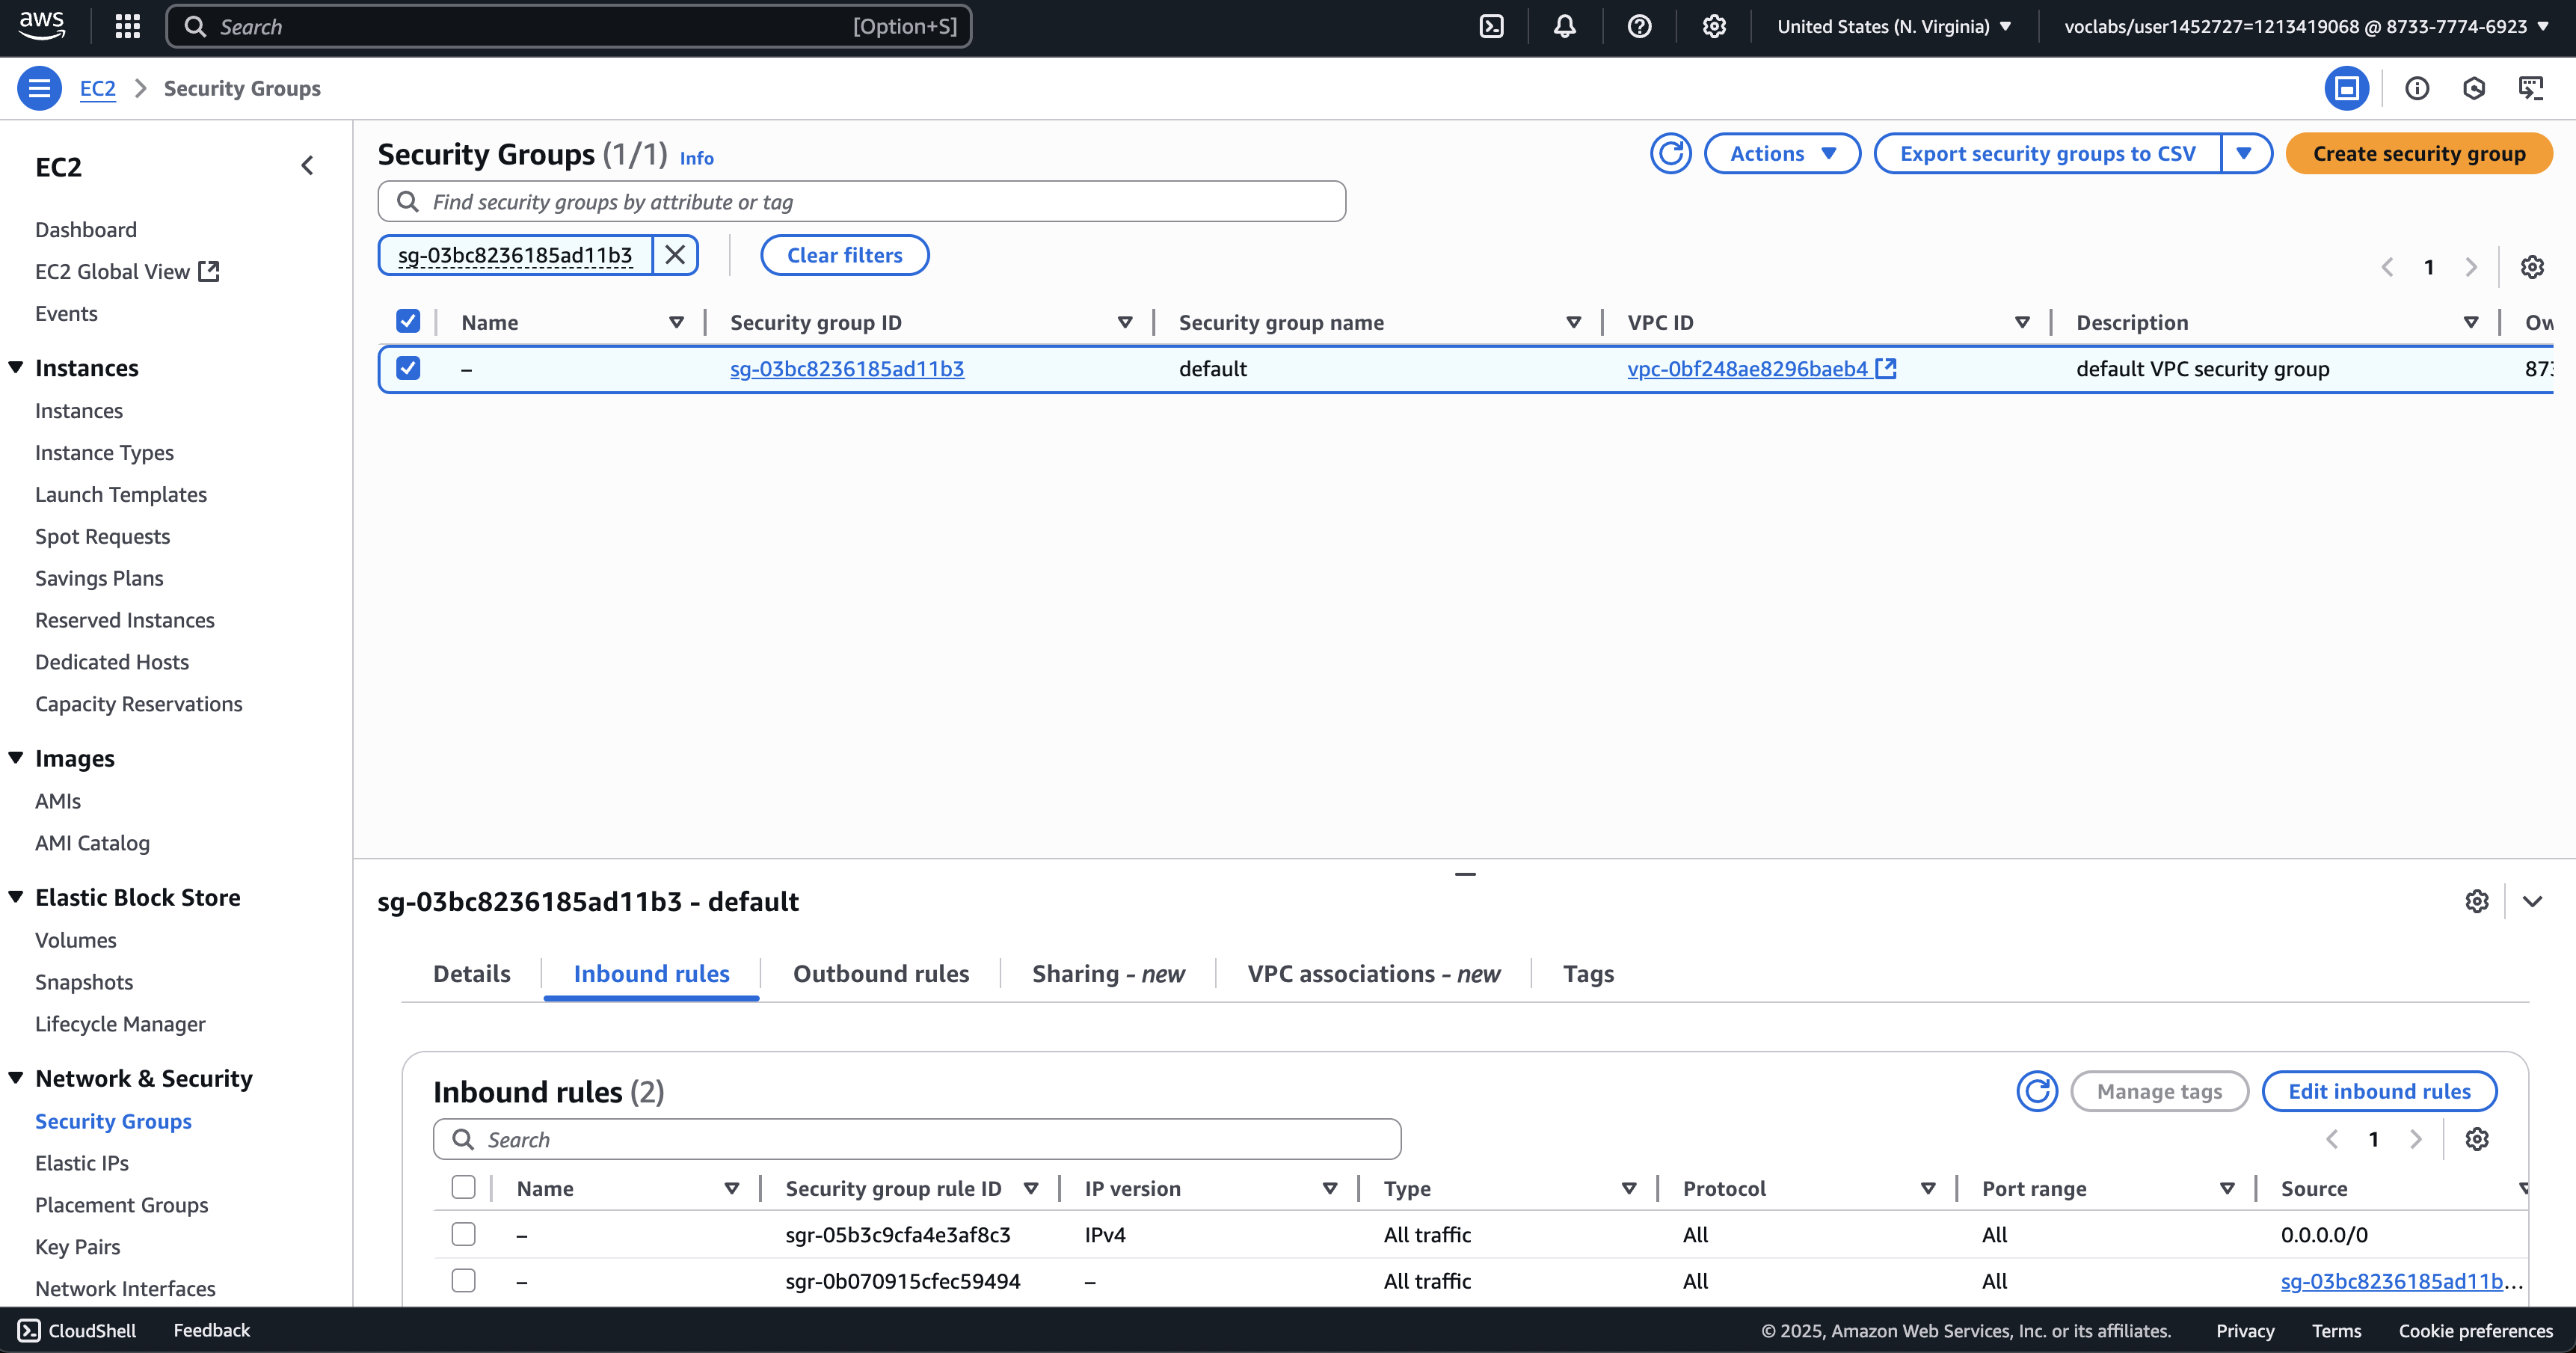 aws
Search [Option+S]
United States (N. Virginia)
voclabs/user1452727=1213419068 @ 8733-7774-6923
EC2 Security Groups
EC2
Dashboard
EC2 Global View
Events
Instances
Instances
Instance Types
Launch Templates
Spot Requests
Savings Plans
Reserved Instances
Dedicated Hosts
Capacity Reservations
Images
AMIs
AMI Catalog
Elastic Block Store
Volumes
Snapshots
Lifecycle Manager
Network & Security
Security Groups
Elastic IPs
Placement Groups
Key Pairs
Network Interfaces
Security Groups (1/1) Info
Actions
Export security groups to CSV
Create security group
Find security groups by attribute or tag
sg-03bc8236185ad11b3
Clear filters
1
Name Security group ID Security group name VPC ID Description Ow
– sg-03bc8236185ad11b3 default vpc-0bf248ae8296baeb4 default VPC security group 873
sg-03bc8236185ad11b3 - default
Details Inbound rules Outbound rules Sharing - new VPC associations - new Tags
Inbound rules (2)
Manage tags
Edit inbound rules
Search
1
Name Security group rule ID IP version Type Protocol Port range Source
– sgr-05b3c9cfa4e3af8c3 IPv4 All traffic All All 0.0.0.0/0
– sgr-0b070915cfec59494 – All traffic All All sg-03bc8236185ad11b...
CloudShell Feedback
© 2025, Amazon Web Services, Inc. or its affiliates. Privacy Terms Cookie preferences